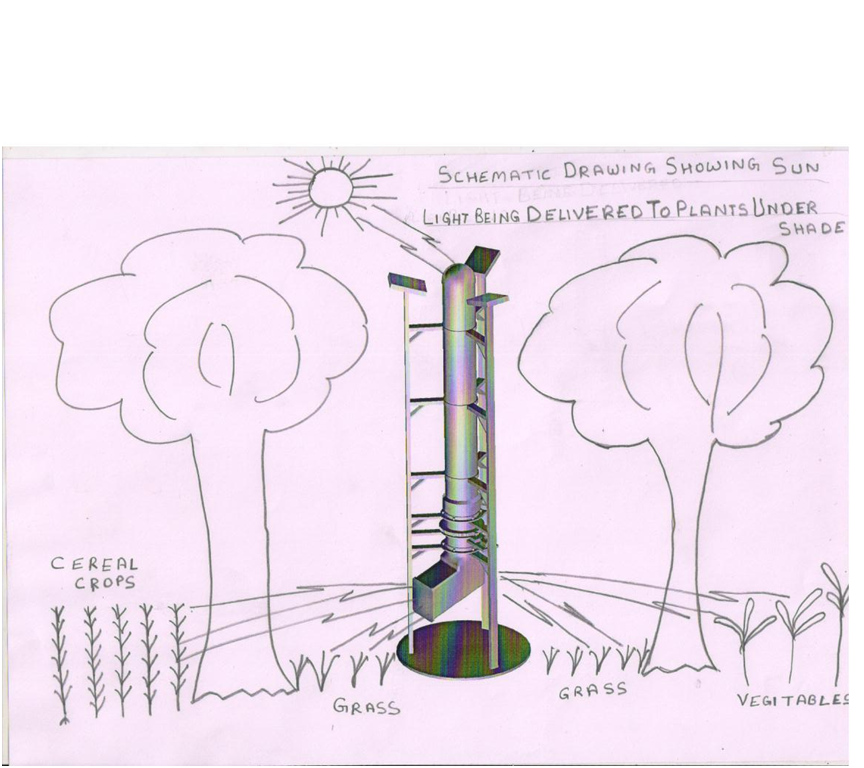 SCHEMATIC DRAWING SHOWING SUN
LIGHT BEING DELIVERED TO PLANTS UNDER
SHADE
CEREAL
CROPS
GRASS
GRASS
VEGITABLES